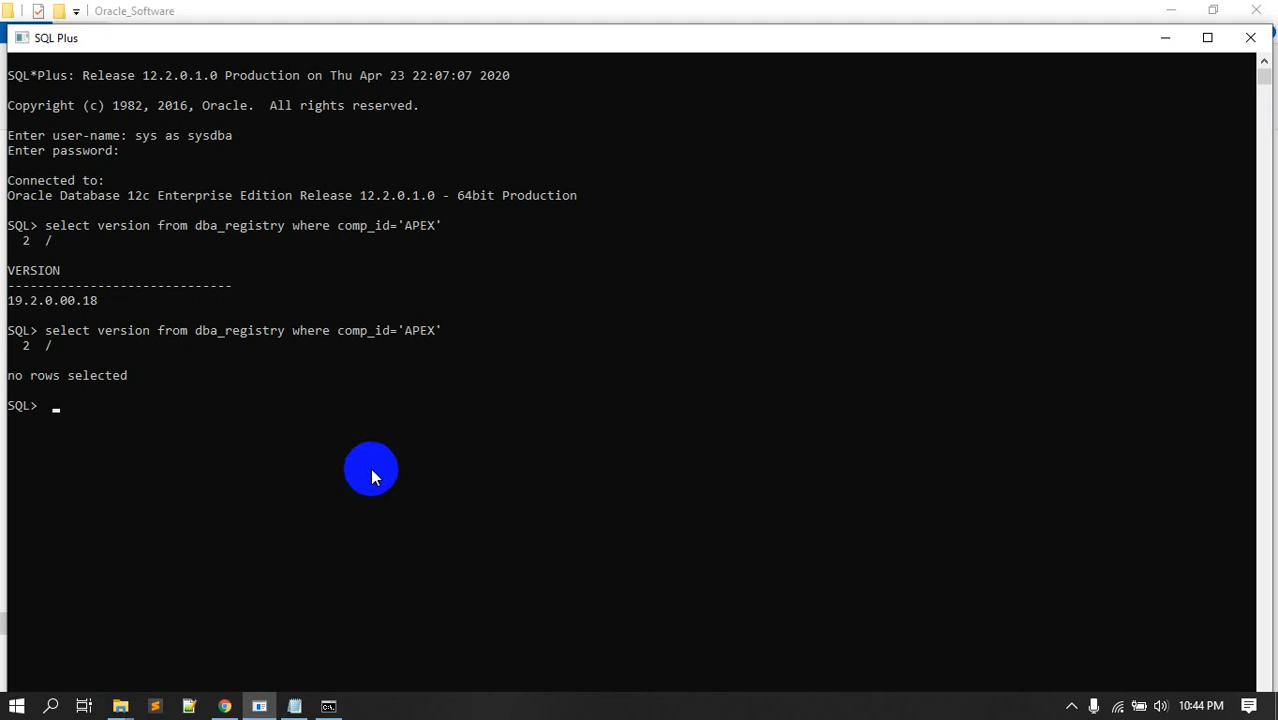 Oracle_Software
SQL Plus
SQL*Plus: Release 12.2.0.1.0 Production on Thu Apr 23 22:07:07 2020
Copyright (c) 1982, 2016, Oracle.  All rights reserved.
Enter user-name: sys as sysdba
Enter password:
Connected to:
Oracle Database 12c Enterprise Edition Release 12.2.0.1.0 - 64bit Production
SQL> select version from dba_registry where comp_id='APEX'
2  /
VERSION
------------------------------
19.2.0.00.18
SQL> select version from dba_registry where comp_id='APEX'
2  /
no rows selected
SQL>
10:44 PM